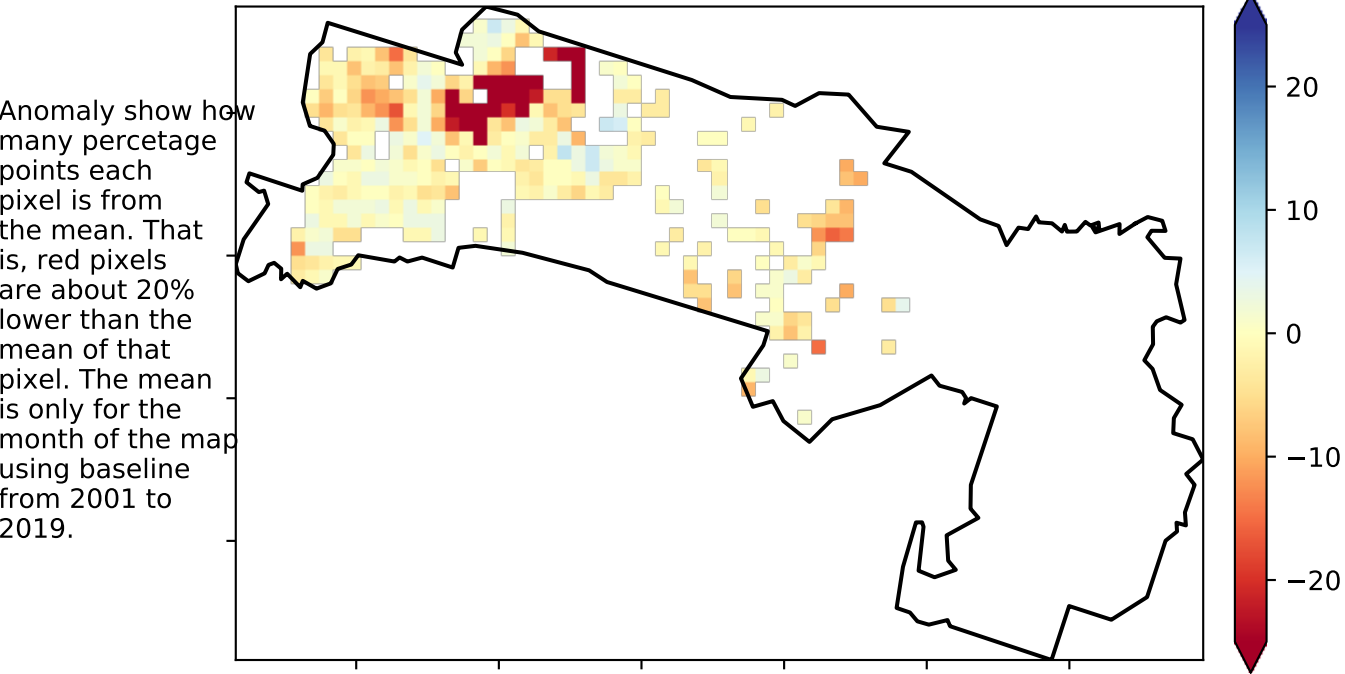 Anomaly show how
many percetage
points each
pixel is from
the mean. That
is, red pixels
are about 20%
lower than the
mean of that
pixel. The mean
is only for the
month of the map
using baseline
from 2001 to
2019.
20
10
0
−10
−20